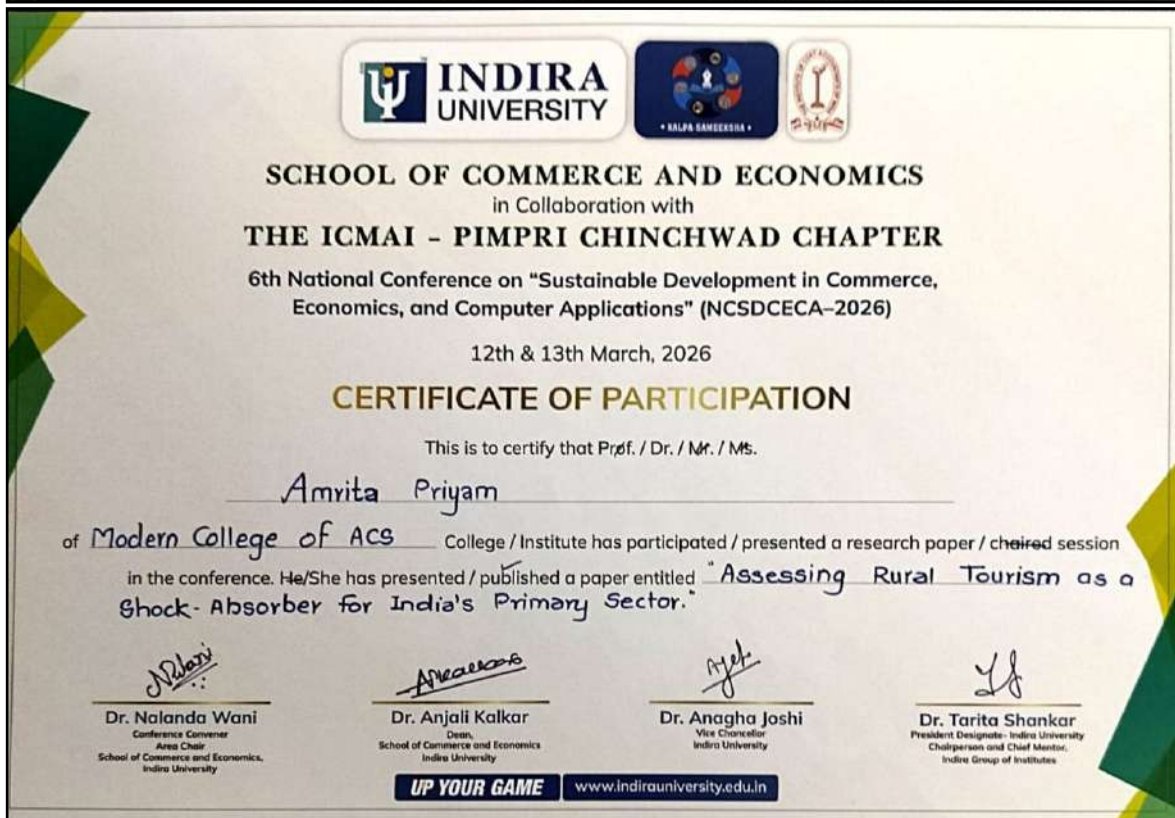 INDIRA
UNIVERSITY
• KALPA SAMEEKSHA •
SCHOOL OF COMMERCE AND ECONOMICS
in Collaboration with
THE ICMAI - PIMPRI CHINCHWAD CHAPTER
6th National Conference on "Sustainable Development in Commerce,
Economics, and Computer Applications" (NCSDCECA–2026)
12th & 13th March, 2026
CERTIFICATE OF PARTICIPATION
This is to certify that Prof. / Dr. / Mr. / Ms.
Amrita Priyam
of Modern College of ACS College / Institute has participated / presented a research paper / chaired session
in the conference. He/She has presented / published a paper entitled "Assessing Rural Tourism as a
Shock-Absorber for India's Primary Sector."
Dr. Nalanda Wani
Conference Convener
Area Chair
School of Commerce and Economics,
Indira University
Dr. Anjali Kalkar
Dean,
School of Commerce and Economics
Indira University
Dr. Anagha Joshi
Vice Chancellor
Indira University
Dr. Tarita Shankar
President Designate- Indira University
Chairperson and Chief Mentor,
Indira Group of Institutes
UP YOUR GAME www.indirauniversity.edu.in